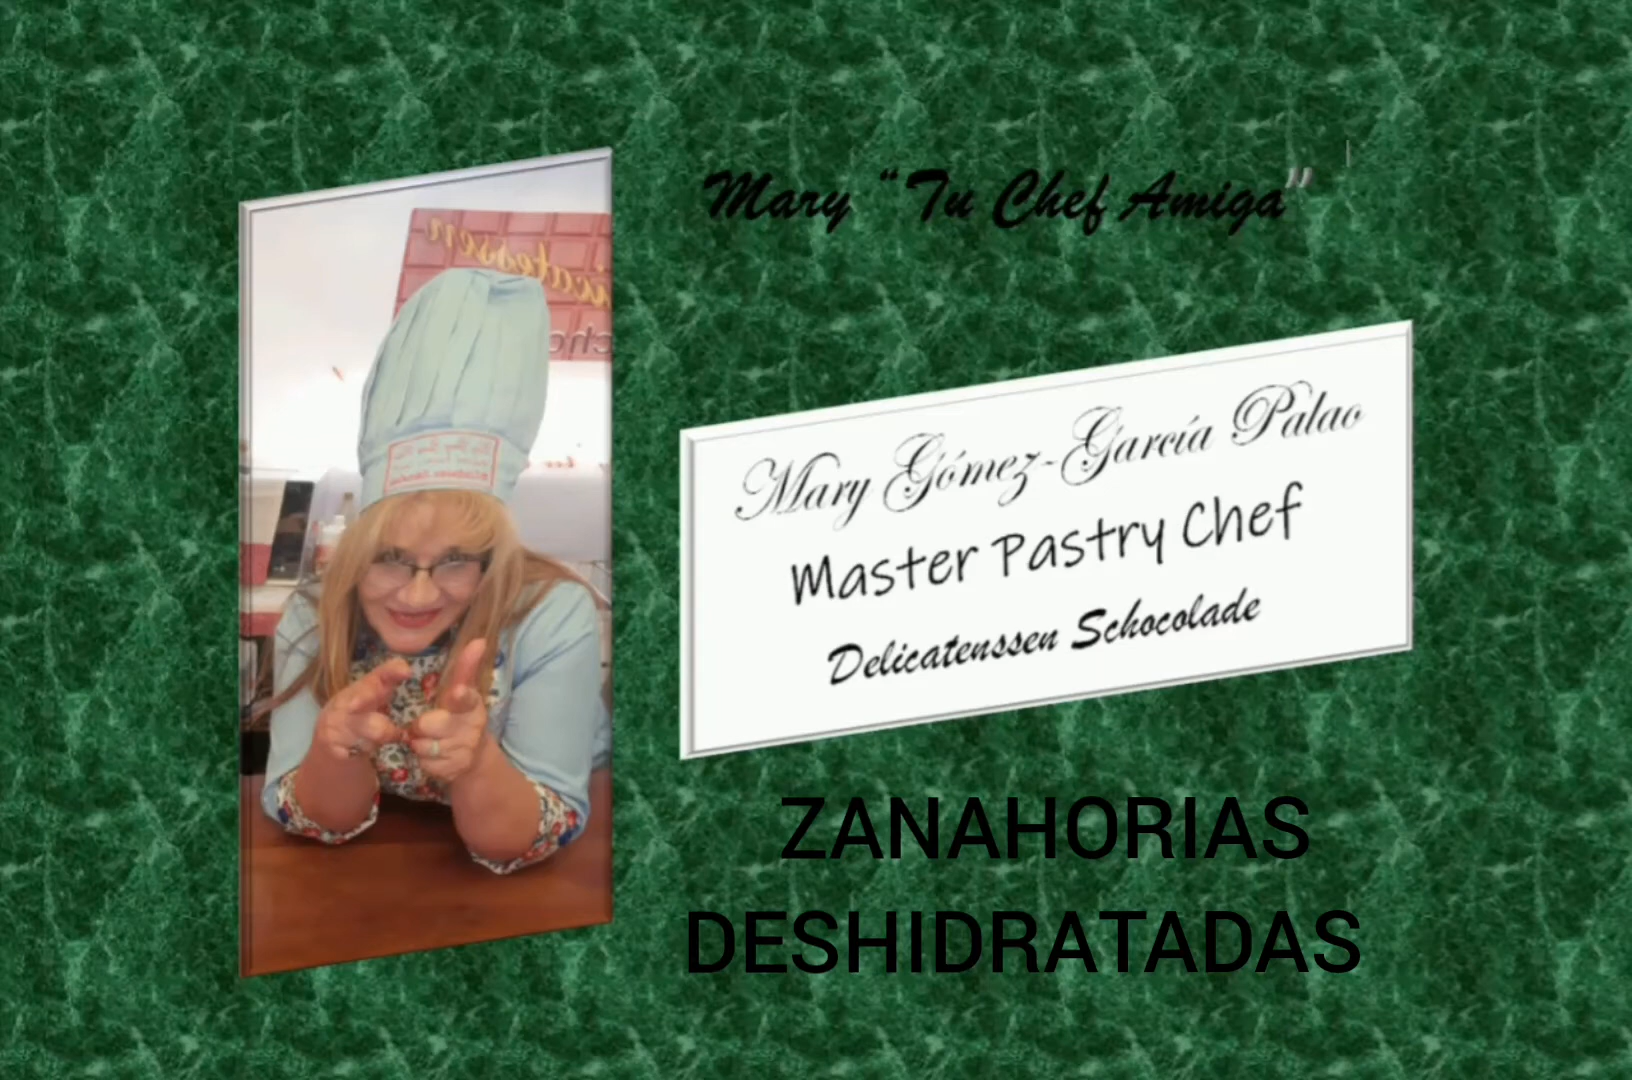 Mary “Tu Chef Amiga”
Mary Gómez-García Palao
Master Pastry Chef
Delicatenssen Schocolade
ZANAHORIAS
DESHIDRATADAS